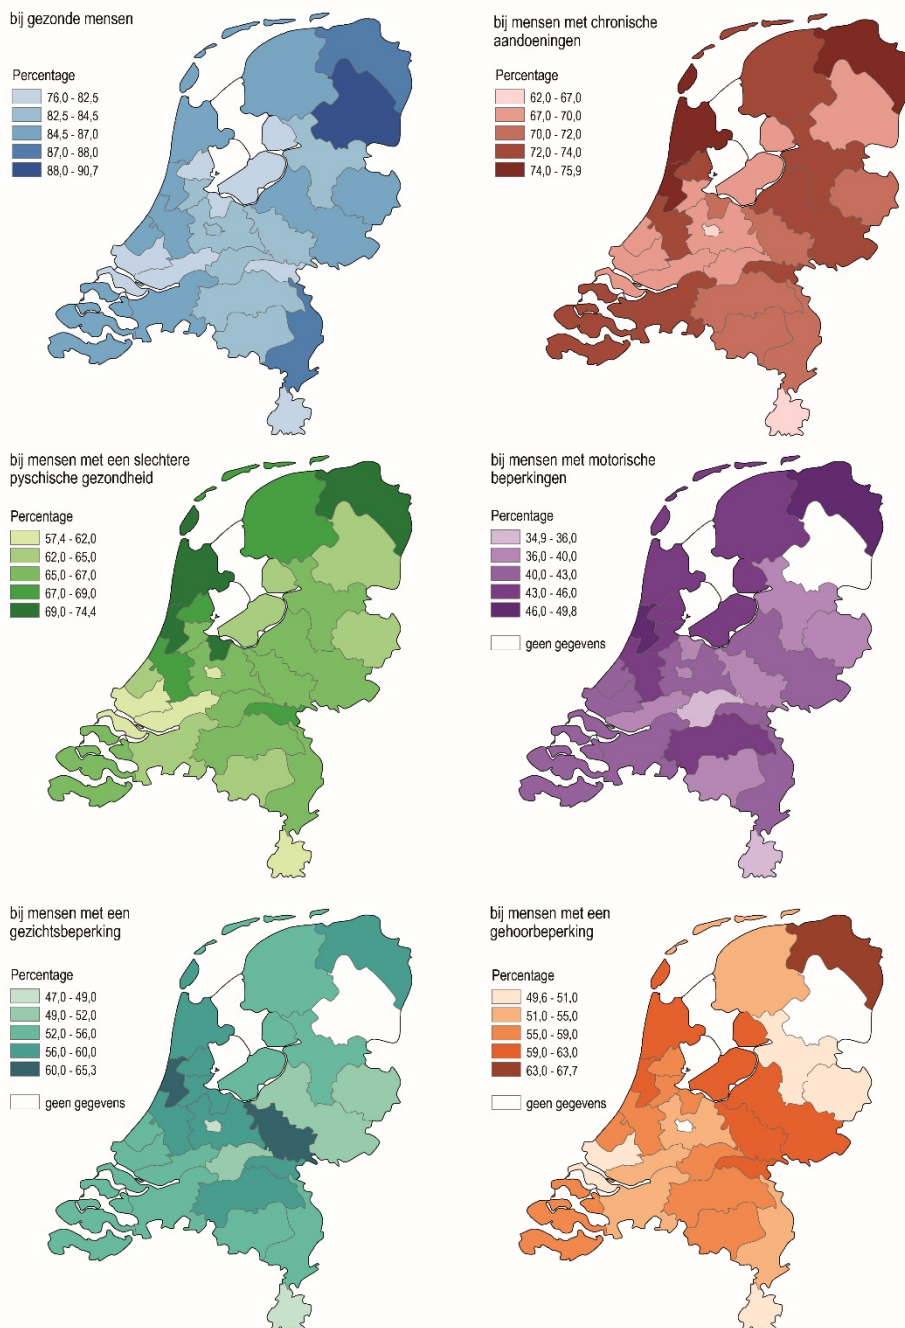 bij gezonde mensen
Percentage
76,0 - 82,5
82,5 - 84,5
84,5 - 87,0
87,0 - 88,0
88,0 - 90,7
bij mensen met chronische
aandoeningen
Percentage
62,0 - 67,0
67,0 - 70,0
70,0 - 72,0
72,0 - 74,0
74,0 - 75,9
bij mensen met een slechtere
pyschische gezondheid
Percentage
57,4 - 62,0
62,0 - 65,0
65,0 - 67,0
67,0 - 69,0
69,0 - 74,4
bij mensen met motorische
beperkingen
Percentage
34,9 - 36,0
36,0 - 40,0
40,0 - 43,0
43,0 - 46,0
46,0 - 49,8
geen gegevens
bij mensen met een
gezichtsbeperking
Percentage
47,0 - 49,0
49,0 - 52,0
52,0 - 56,0
56,0 - 60,0
60,0 - 65,3
geen gegevens
bij mensen met een
gehoorbeperking
Percentage
49,6 - 51,0
51,0 - 55,0
55,0 - 59,0
59,0 - 63,0
63,0 - 67,7
geen gegevens